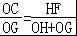 OC/OG = HF/OH+OG